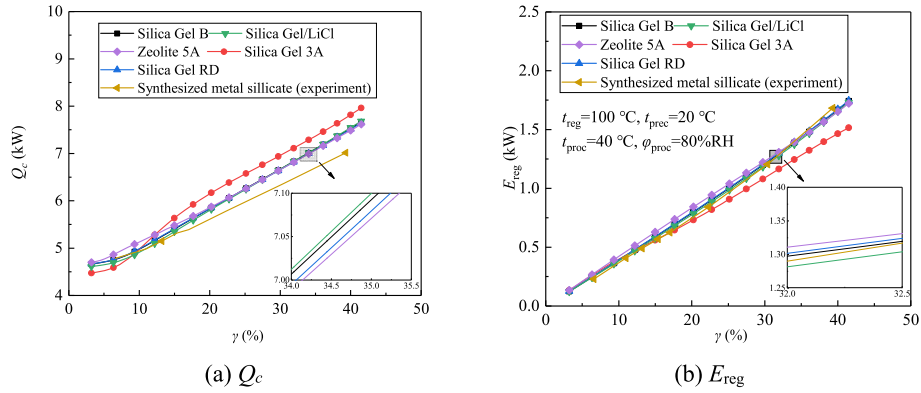 (a)
Silica Gel B Silica Gel/LiCl
Zeolite 5A Silica Gel 3A
Silica Gel RD
Synthesized metal sillicate (experiment)
Q_c (kW)
10
9
8
7
6
5
4
7.10
7.05
7.00
34.0 34.5 35.0 35.5
0 10 20 30 40 50
γ (%)
(a) Q_c
(b)
Silica Gel B Silica Gel/LiCl
Zeolite 5A Silica Gel 3A
Silica Gel RD
Synthesized metal sillicate (experiment)
t_reg=100 ℃, t_prec=20 ℃
t_proc=40 ℃, φ_proc=80%RH
E_reg (kW)
2.5
2.0
1.5
1.0
0.5
0.0
1.40
1.35
1.30
1.25
32.0 32.5
0 10 20 30 40 50
γ (%)
(b) E_reg